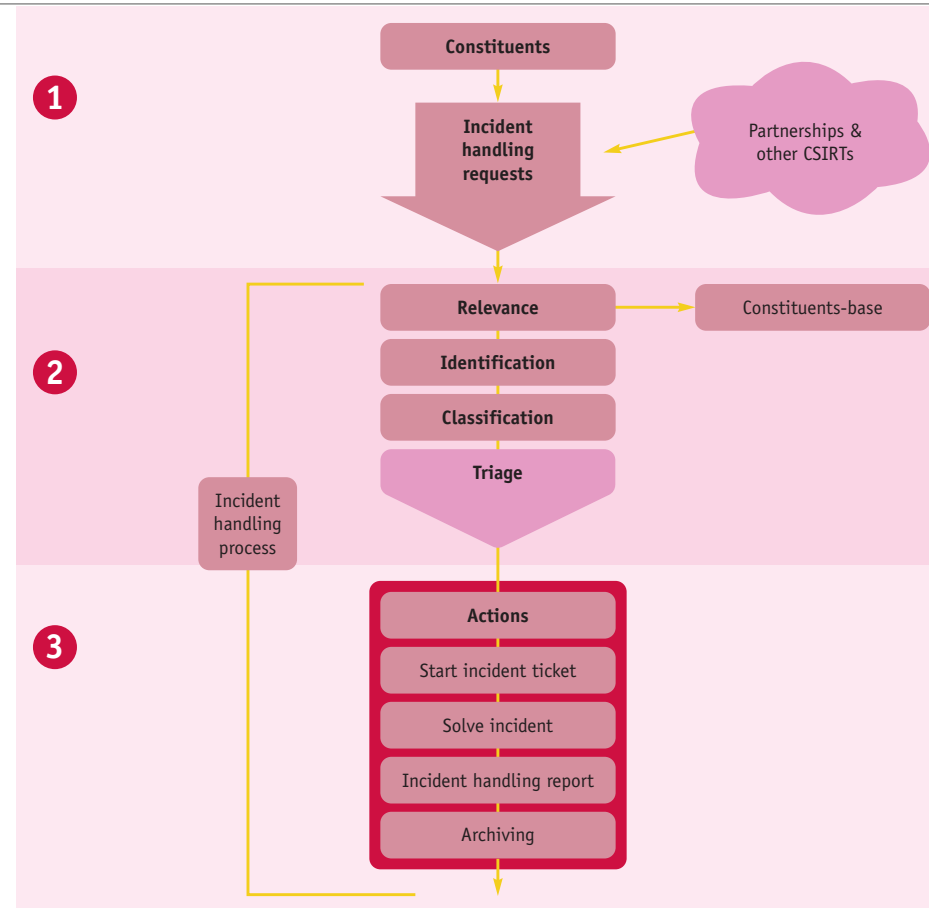 1
Constituents
Incident
handling
requests
Partnerships &
other CSIRTs
2
Relevance
Constituents-base
Identification
Classification
Triage
Incident
handling
process
3
Actions
Start incident ticket
Solve incident
Incident handling report
Archiving